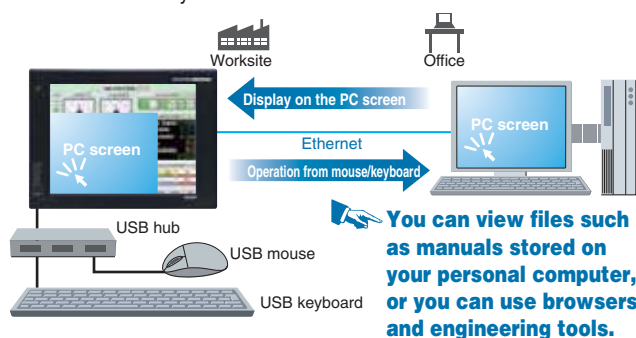 Worksite
Office
Display on the PC screen
PC screen
PC screen
Ethernet
Operation from mouse/keyboard
USB hub
USB mouse
USB keyboard
You can view files such
as manuals stored on
your personal computer,
or you can use browsers
and engineering tools.